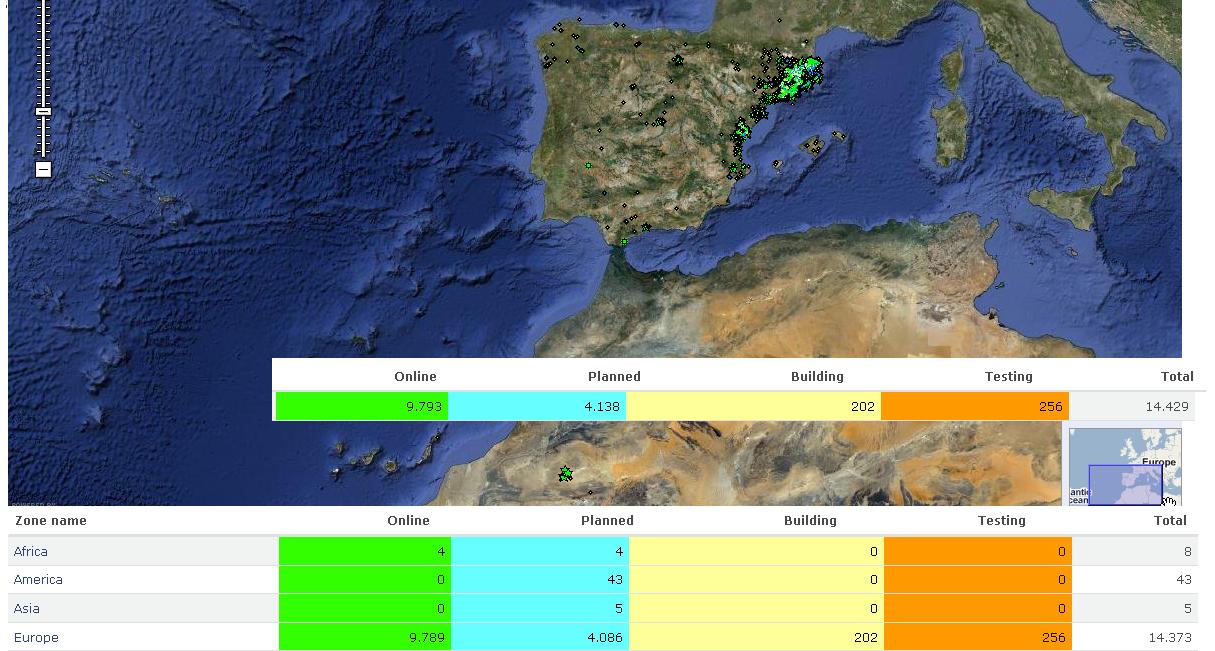 Online Planned Building Testing Total
9.793 4.138 202 256 14.429
Europe
antic
cean
POWERED BY
Zone name Online Planned Building Testing Total
Africa 4 4 0 0 8
America 0 43 0 0 43
Asia 0 5 0 0 5
Europe 9.789 4.086 202 256 14.373